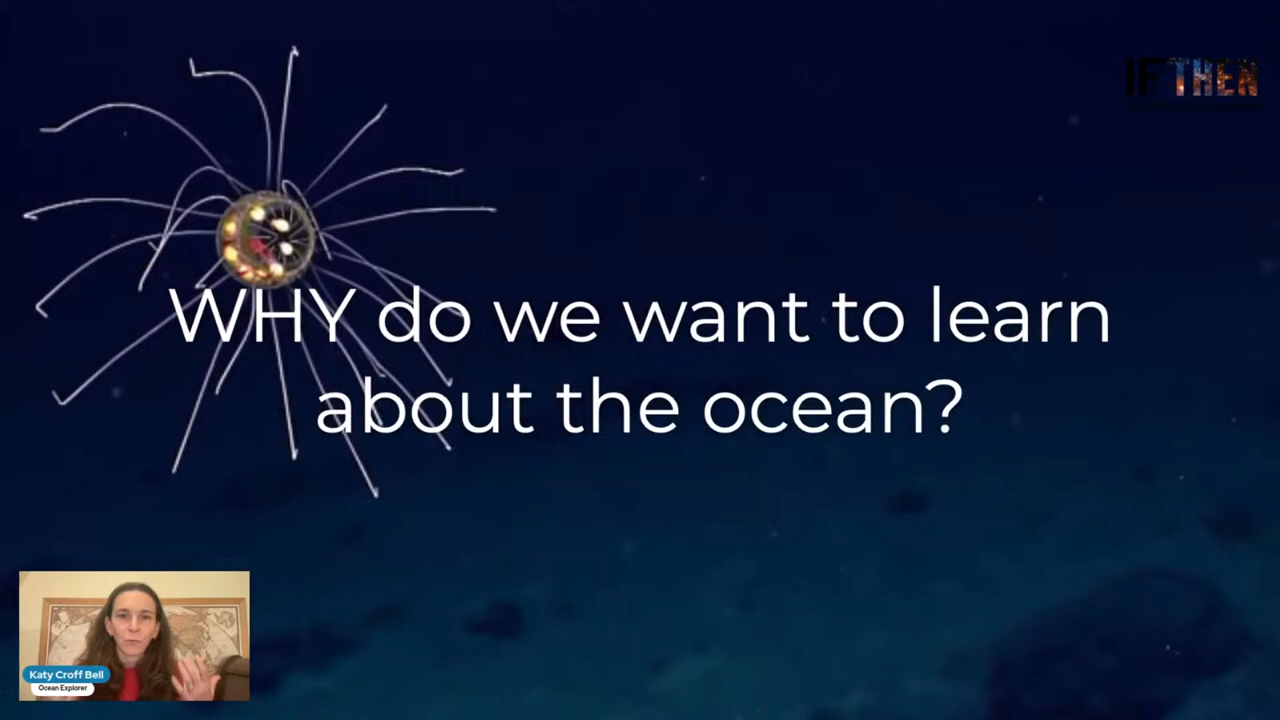 IF THEN
WHY do we want to learn
about the ocean?
Katy Croff Bell
Ocean Explorer